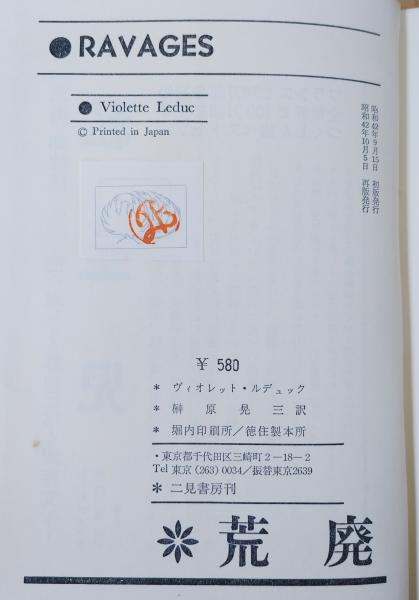 ● RAVAGES
● Violette Leduc
© Printed in Japan
昭和42年9月15日 初版発行
昭和42年10月5日 再版発行
¥ 580
* ヴィオレット・ルデュック
* 榊原晃三訳
* 堀内印刷所/徳住製本所
・東京都千代田区三崎町2-18-2
Tel 東京 (263) 0034/振替東京2639
* 二見書房刊
* 荒廃